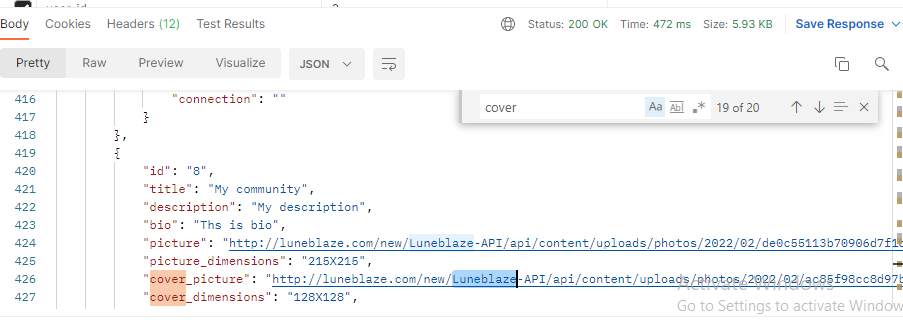 Body Cookies Headers (12) Test Results Status: 200 OK Time: 472 ms Size: 5.93 KB Save Response
Pretty Raw Preview Visualize JSON
cover Aa Abl .* 19 of 20
416 "connection": ""
417 }
418 },
419 {
420 "id": "8",
421 "title": "My community",
422 "description": "My description",
423 "bio": "Ths is bio",
424 "picture": "http://luneblaze.com/new/Luneblaze-API/api/content/uploads/photos/2022/02/de0c55113b70906d7f1
425 "picture_dimensions": "215X215",
426 "cover_picture": "http://luneblaze.com/new/Luneblaze-API/api/content/uploads/photos/2022/02/ac85f98cc8d97b
427 "cover_dimensions": "128X128",
Activate Windows
Go to Settings to activate Window